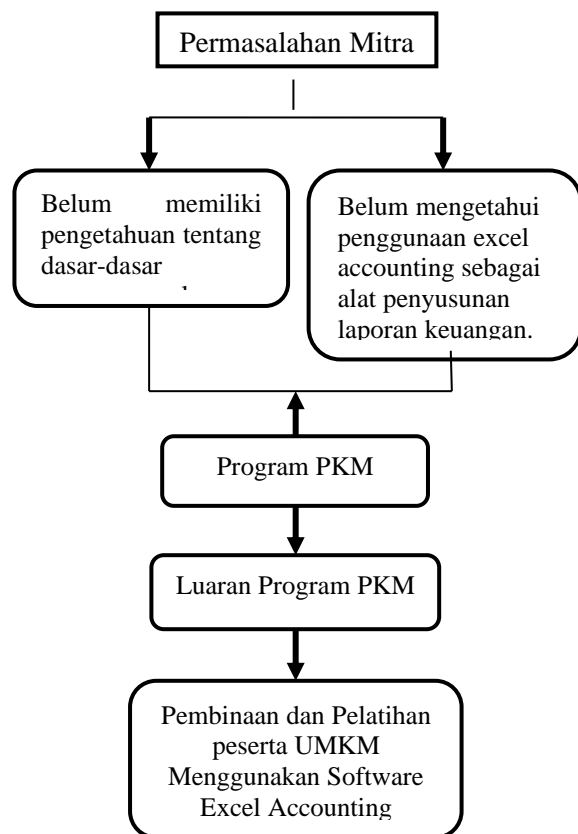 Permasalahan Mitra
Belum memiliki
pengetahuan tentang
dasar-dasar
Belum mengetahui
penggunaan excel
accounting sebagai
alat penyusunan
laporan keuangan.
Program PKM
Luaran Program PKM
Pembinaan dan Pelatihan
peserta UMKM
Menggunakan Software
Excel Accounting